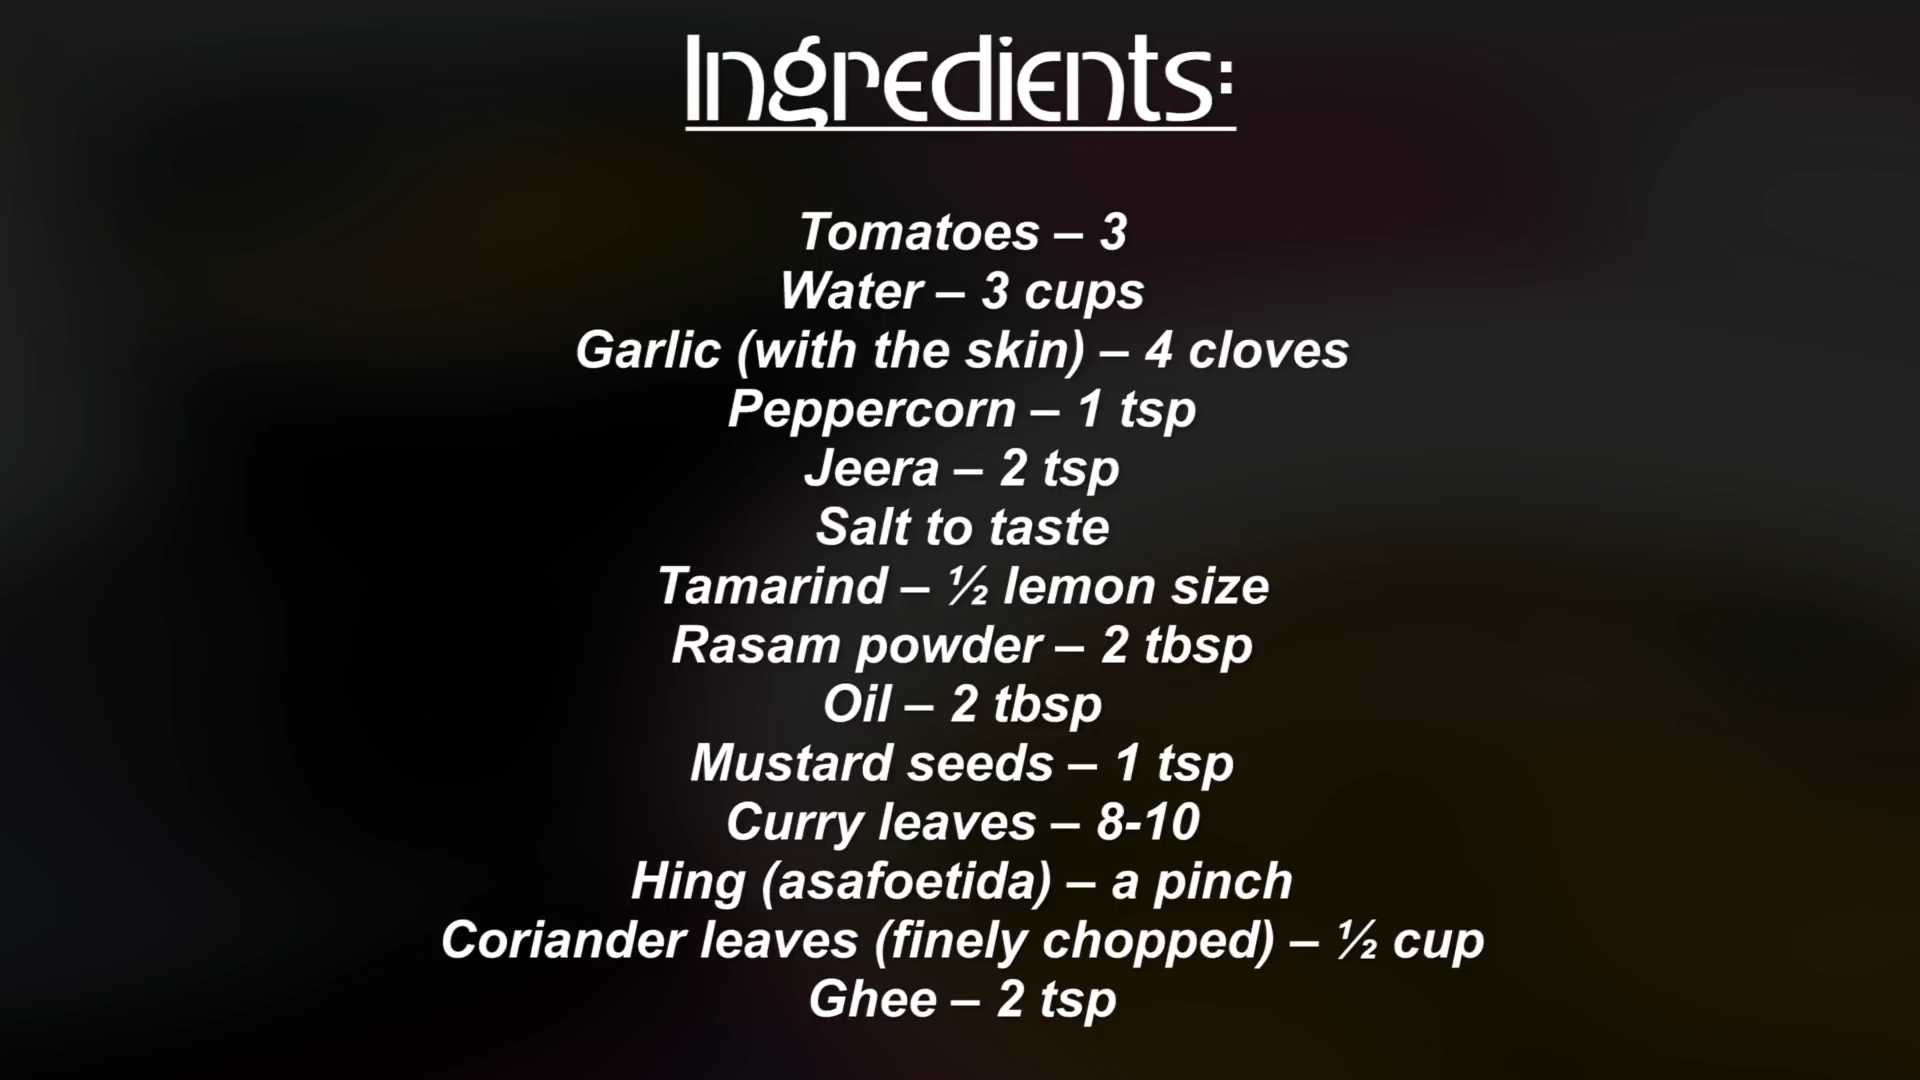 Ingredients:
Tomatoes – 3
Water – 3 cups
Garlic (with the skin) – 4 cloves
Peppercorn – 1 tsp
Jeera – 2 tsp
Salt to taste
Tamarind – ½ lemon size
Rasam powder – 2 tbsp
Oil – 2 tbsp
Mustard seeds – 1 tsp
Curry leaves – 8-10
Hing (asafoetida) – a pinch
Coriander leaves (finely chopped) – ½ cup
Ghee – 2 tsp